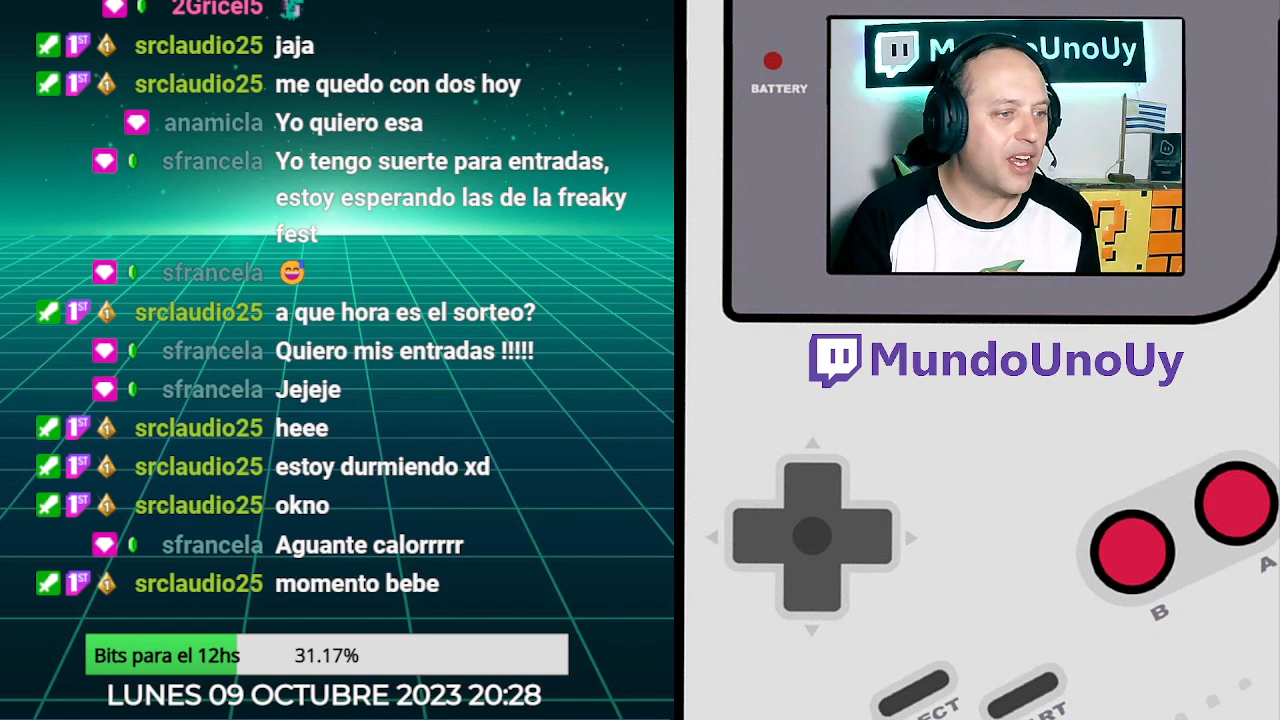 2Gricel5
srclaudio25 jaja
srclaudio25 me quedo con dos hoy
anamicla Yo quiero esa
sfrancela Yo tengo suerte para entradas,
estoy esperando las de la freaky
fest
sfrancela
srclaudio25 a que hora es el sorteo?
sfrancela Quiero mis entradas !!!!!
sfrancela Jejeje
srclaudio25 heee
srclaudio25 estoy durmiendo xd
srclaudio25 okno
sfrancela Aguante calorrrrr
srclaudio25 momento bebe
Bits para el 12hs 31.17%
LUNES 09 OCTUBRE 2023 20:28
BATTERY
MundoUnoUy
A
B